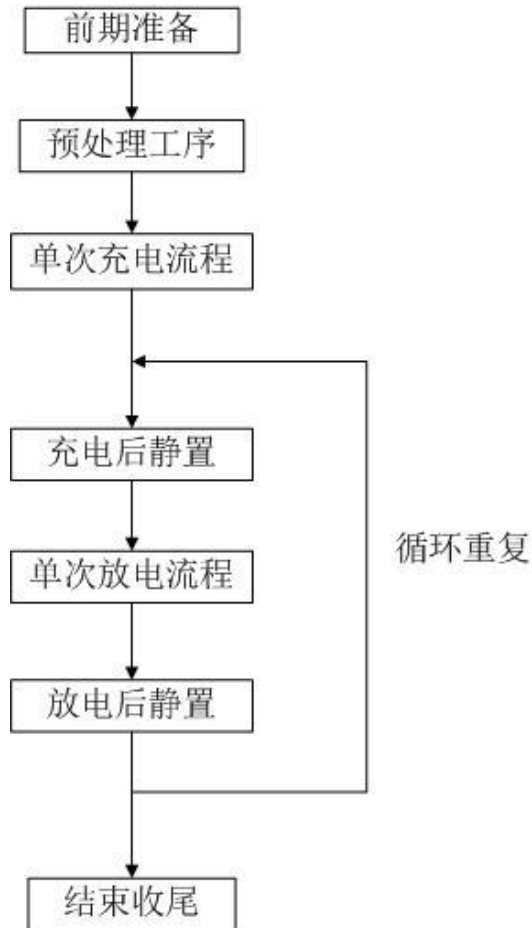 前期准备
预处理工序
单次充电流程
充电后静置
单次放电流程
循环重复
放电后静置
结束收尾